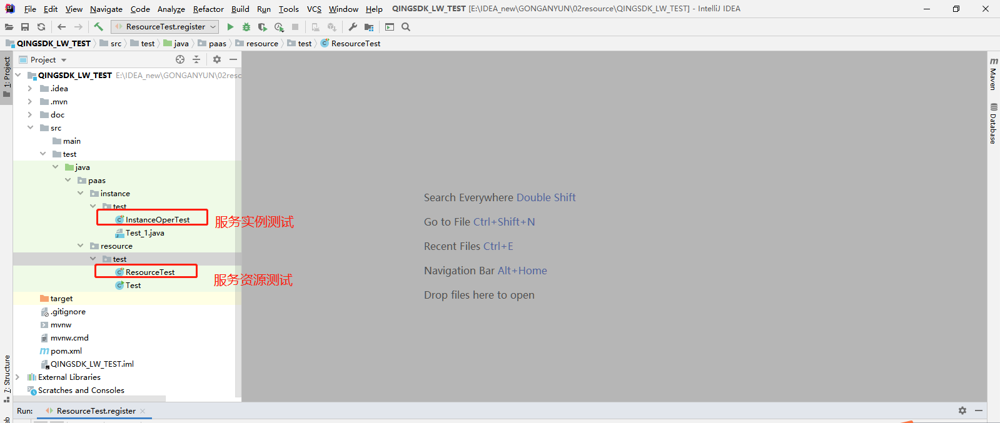 File Edit View Navigate Code Analyze Refactor Build Run Tools VCS Window Help QINGSDK_LW_TEST [E:\IDEA_new\GONGANYUN\02resource\QINGSDK_LW_TEST] - IntelliJ IDEA
ResourceTest.register
QINGSDK_LW_TEST src test java paas resource test ResourceTest
1: Project
Project
QINGSDK_LW_TEST E:\IDEA_new\GONGANYUN\02resc
.idea
.mvn
doc
src
main
test
java
paas
instance
test
InstanceOperTest
服务实例测试
Test_1.java
resource
test
ResourceTest
服务资源测试
Test
target
.gitignore
mvnw
mvnw.cmd
pom.xml
QINGSDK_LW_TEST.iml
External Libraries
Scratches and Consoles
Search Everywhere Double Shift
Go to File Ctrl+Shift+N
Recent Files Ctrl+E
Navigation Bar Alt+Home
Drop files here to open
Maven
Database
7: Structure
Run: ResourceTest.register